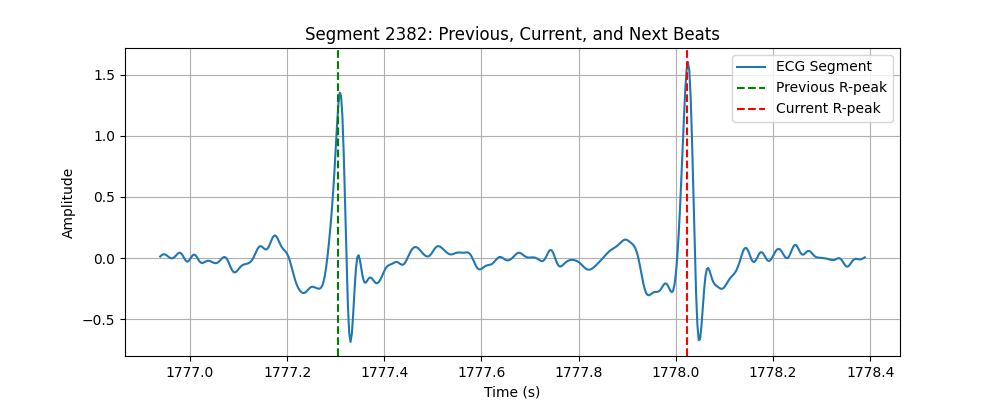 Segment 2382: Previous, Current, and Next Beats
ECG Segment
Previous R-peak
Current R-peak
Amplitude
1.5
1.0
0.5
0.0
−0.5
1777.0 1777.2 1777.4 1777.6 1777.8 1778.0 1778.2 1778.4
Time (s)